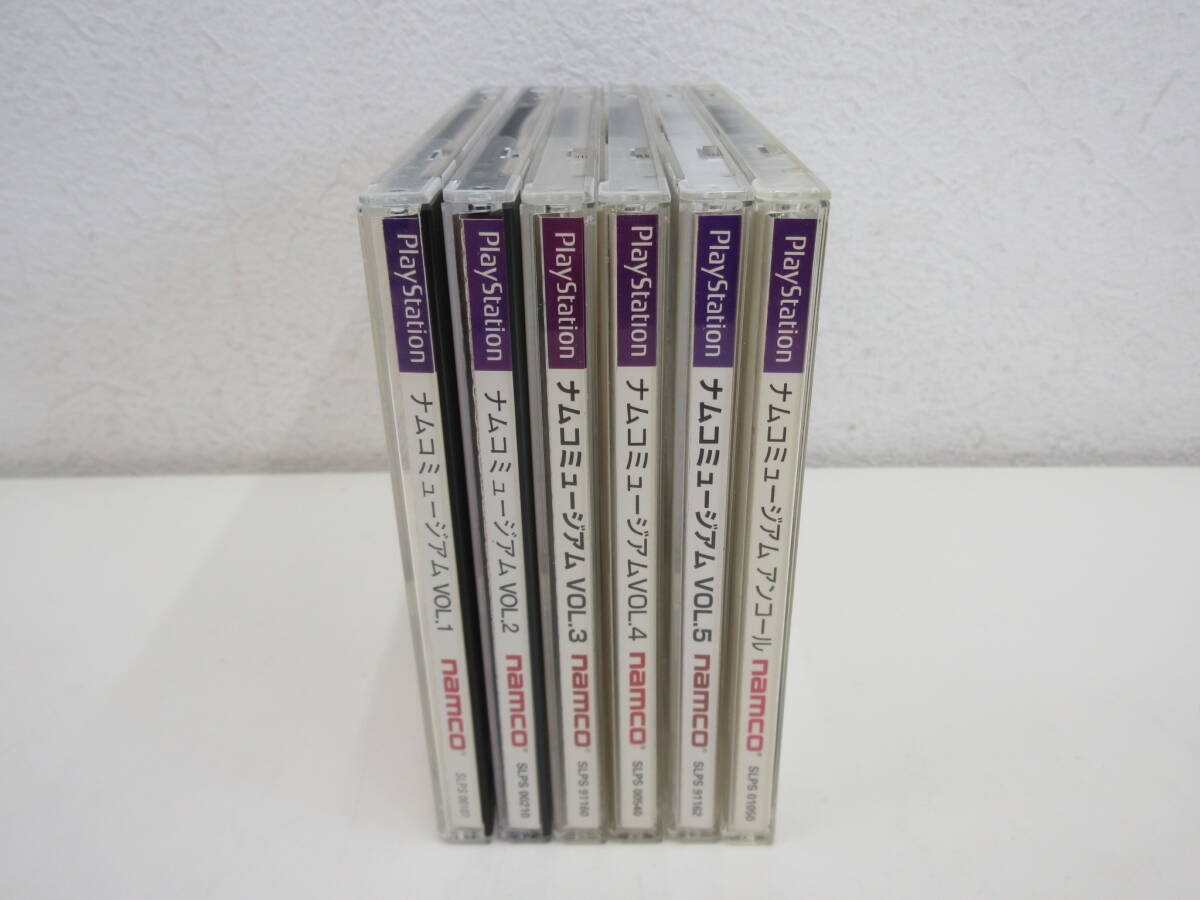 PlayStation ナムコミュージアム VOL.1 namco SLPS 00107
PlayStation ナムコミュージアム VOL.2 namco SLPS 00210
PlayStation ナムコミュージアム VOL.3 namco SLPS 91160
PlayStation ナムコミュージアム VOL.4 namco SLPS 00540
PlayStation ナムコミュージアム VOL.5 namco SLPS 91162
PlayStation ナムコミュージアム アンコール namco SLPS 01050